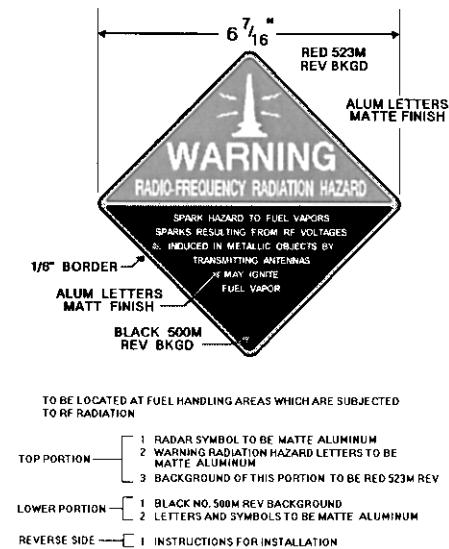 6 7/16"
RED 523M
REV BKGD
ALUM LETTERS
MATTE FINISH
WARNING
RADIO-FREQUENCY RADIATION HAZARD
SPARK HAZARD TO FUEL VAPORS
SPARKS RESULTING FROM RF VOLTAGES
INDUCED IN METALLIC OBJECTS BY
TRANSMITTING ANTENNAS
MAY IGNITE
FUEL VAPOR
1/8" BORDER
ALUM LETTERS
MATT FINISH
BLACK 500M
REV BKGD
TO BE LOCATED AT FUEL HANDLING AREAS WHICH ARE SUBJECTED
TO RF RADIATION
TOP PORTION
1 RADAR SYMBOL TO BE MATTE ALUMINUM
2 WARNING RADIATION HAZARD LETTERS TO BE
MATTE ALUMINUM
3 BACKGROUND OF THIS PORTION TO BE RED 523M REV
LOWER PORTION
1 BLACK NO. 500M REV BACKGROUND
2 LETTERS AND SYMBOLS TO BE MATTE ALUMINUM
REVERSE SIDE
1 INSTRUCTIONS FOR INSTALLATION